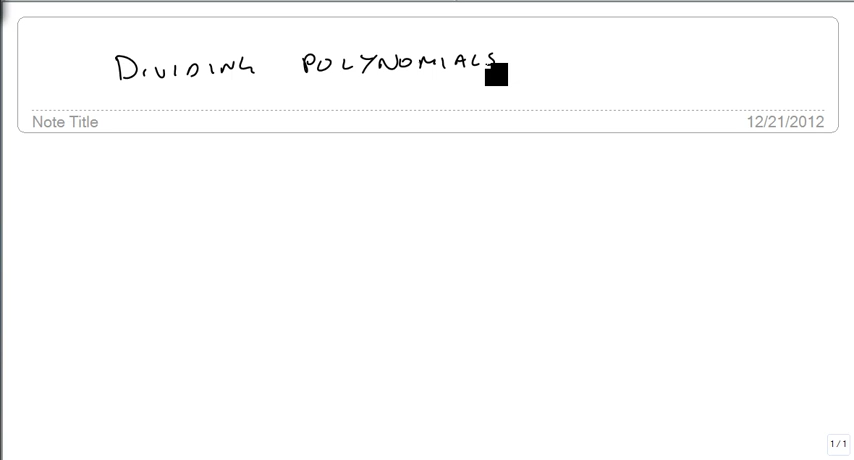 DIVIDING POLYNOMIALS
Note Title
12/21/2012
1 / 1